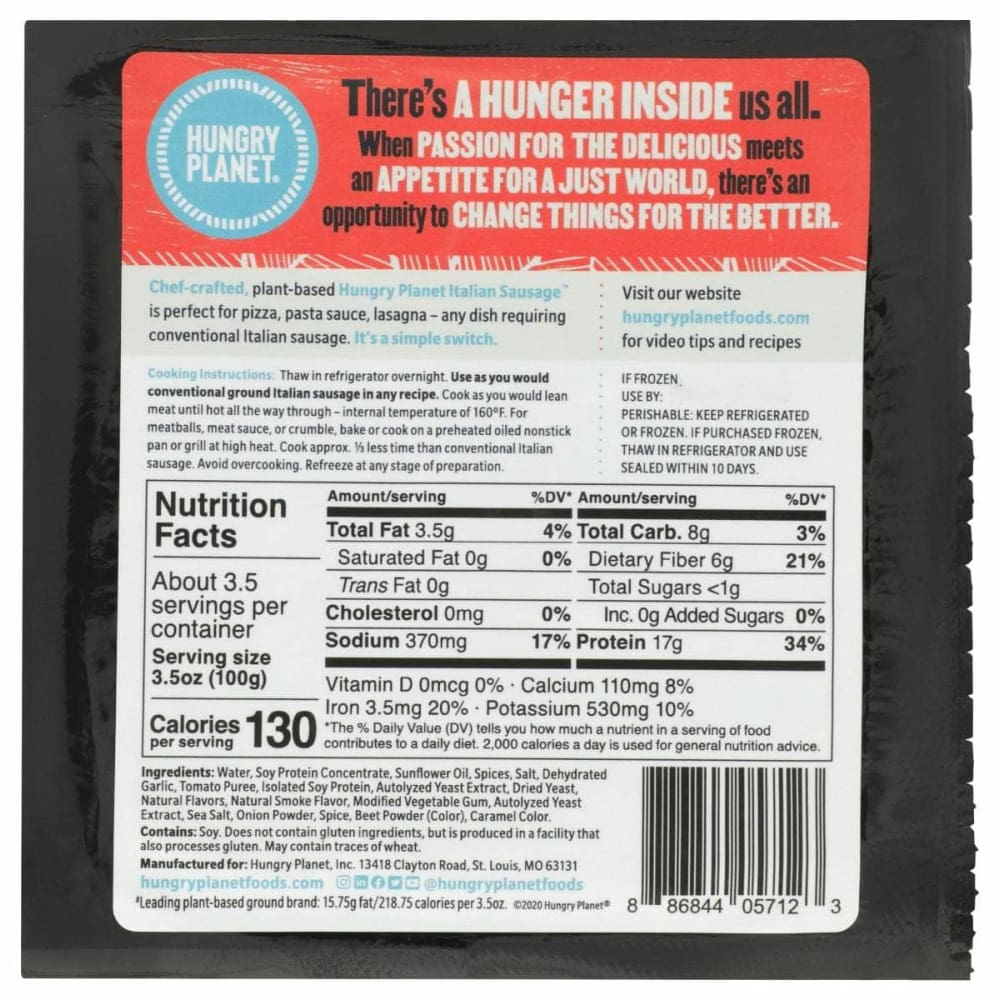 HUNGRY
PLANET®
There's A HUNGER INSIDE us all.
When PASSION FOR THE DELICIOUS meets
an APPETITE FOR A JUST WORLD, there's an
opportunity to CHANGE THINGS FOR THE BETTER.
Chef-crafted, plant-based Hungry Planet Italian Sausage™
is perfect for pizza, pasta sauce, lasagna – any dish requiring
conventional Italian sausage. It's a simple switch.
Visit our website
hungryplanetfoods.com
for video tips and recipes
Cooking Instructions: Thaw in refrigerator overnight. Use as you would
conventional ground Italian sausage in any recipe. Cook as you would lean
meat until hot all the way through – internal temperature of 160°F. For
meatballs, meat sauce, or crumble, bake or cook on a preheated oiled nonstick
pan or grill at high heat. Cook approx. ⅓ less time than conventional Italian
sausage. Avoid overcooking. Refreeze at any stage of preparation.
IF FROZEN,
USE BY:
PERISHABLE: KEEP REFRIGERATED
OR FROZEN. IF PURCHASED FROZEN,
THAW IN REFRIGERATOR AND USE
SEALED WITHIN 10 DAYS.
Nutrition
Facts
About 3.5
servings per
container
Serving size
3.5oz (100g)
Calories 130
per serving
Amount/serving %DV*
Total Fat 3.5g 4%
Saturated Fat 0g 0%
Trans Fat 0g
Cholesterol 0mg 0%
Sodium 370mg 17%
Amount/serving %DV*
Total Carb. 8g 3%
Dietary Fiber 6g 21%
Total Sugars <1g
Inc. 0g Added Sugars 0%
Protein 17g 34%
Vitamin D 0mcg 0% · Calcium 110mg 8%
Iron 3.5mg 20% · Potassium 530mg 10%
*The % Daily Value (DV) tells you how much a nutrient in a serving of food
contributes to a daily diet. 2,000 calories a day is used for general nutrition advice.
Ingredients: Water, Soy Protein Concentrate, Sunflower Oil, Spices, Salt, Dehydrated
Garlic, Tomato Puree, Isolated Soy Protein, Autolyzed Yeast Extract, Dried Yeast,
Natural Flavors, Natural Smoke Flavor, Modified Vegetable Gum, Autolyzed Yeast
Extract, Sea Salt, Onion Powder, Spice, Beet Powder (Color), Caramel Color.
Contains: Soy. Does not contain gluten ingredients, but is produced in a facility that
also processes gluten. May contain traces of wheat.
Manufactured for: Hungry Planet, Inc. 13418 Clayton Road, St. Louis, MO 63131
hungryplanetfoods.com @hungryplanetfoods
#Leading plant-based ground brand: 15.75g fat/218.75 calories per 3.5oz. ©2020 Hungry Planet®
8 86844 05712 3